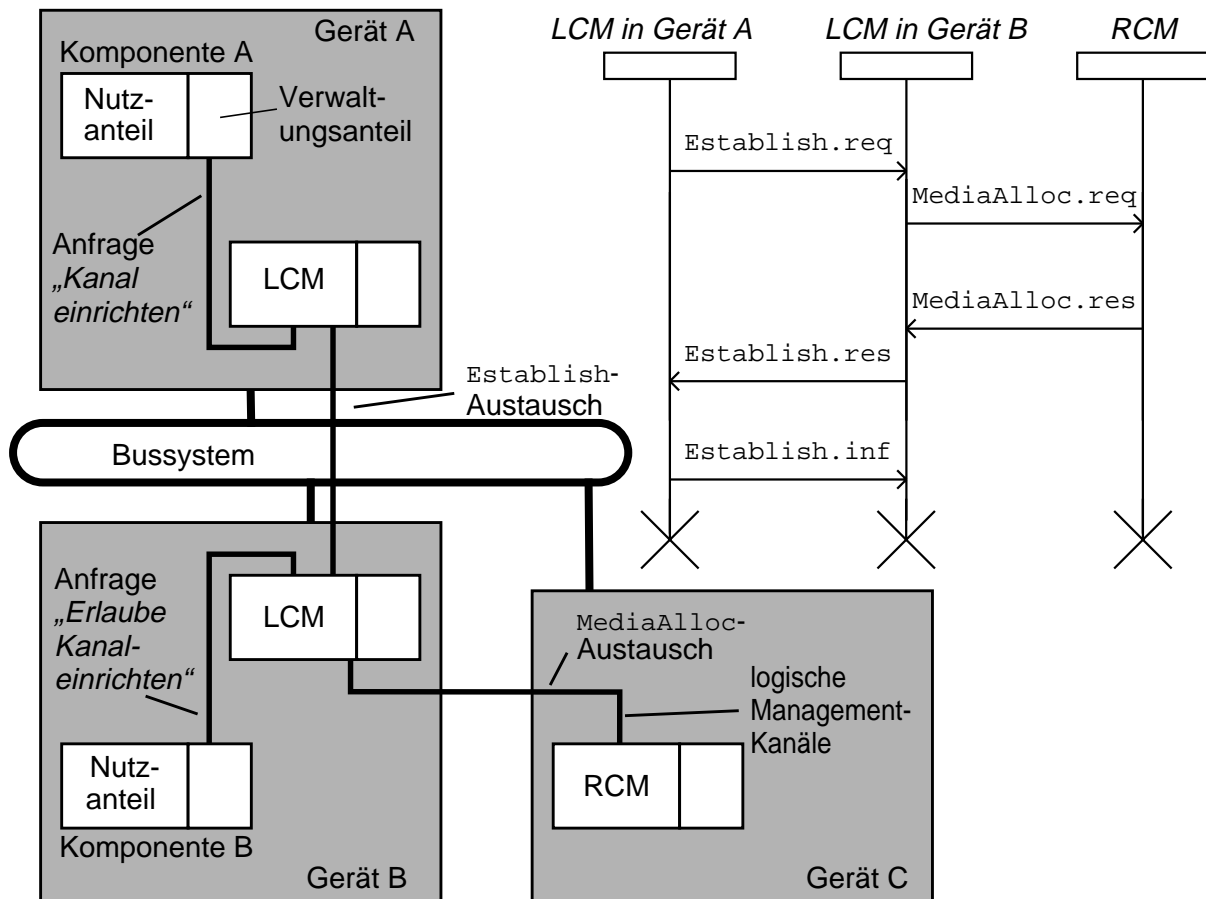 Gerät A
Komponente A
Nutz-
anteil
Verwalt-
ungsanteil
Anfrage
„Kanal
einrichten“
LCM
Establish-
Austausch
Bussystem
Anfrage
„Erlaube
Kanal-
einrichten“
LCM
Nutz-
anteil
Komponente B
Gerät B
MediaAlloc-
Austausch
logische
Management-
Kanäle
RCM
Gerät C
LCM in Gerät A
LCM in Gerät B
RCM
Establish.req
MediaAlloc.req
MediaAlloc.res
Establish.res
Establish.inf